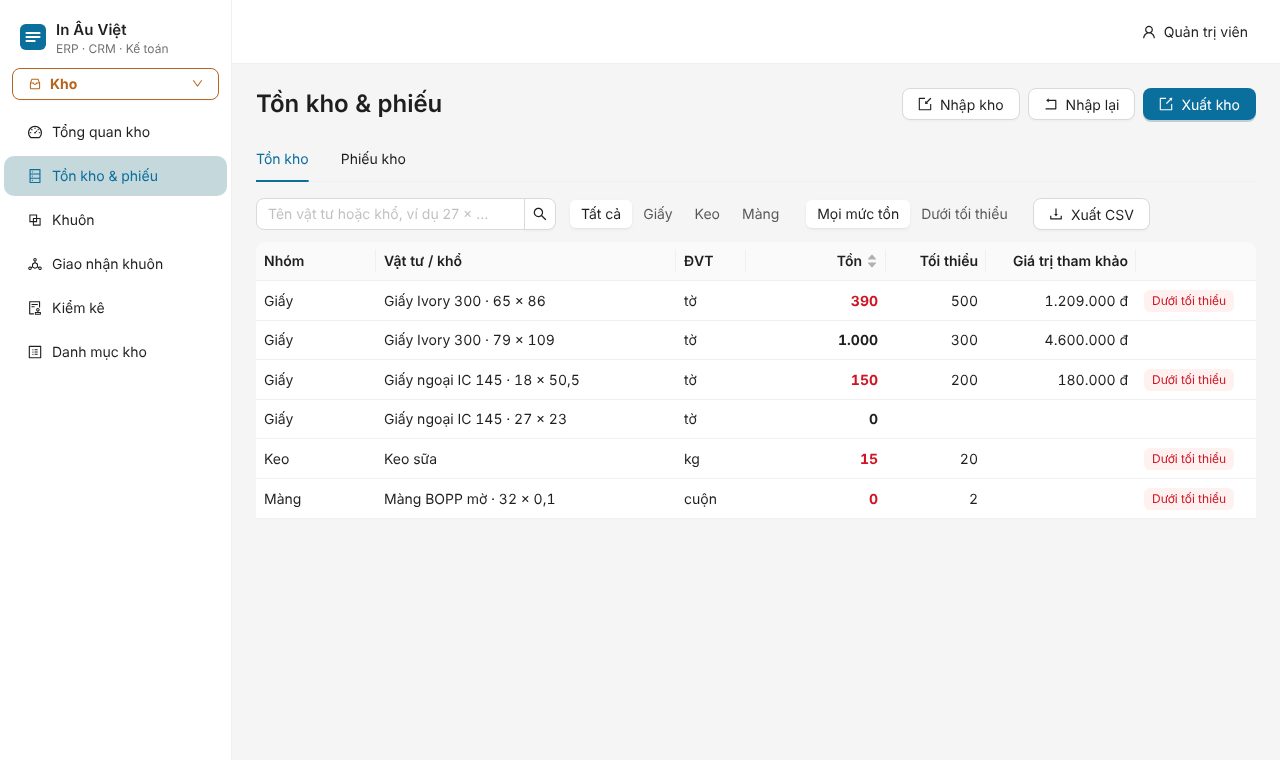 In Âu Việt
ERP · CRM · Kế toán
Kho
Tổng quan kho
Tồn kho & phiếu
Khuôn
Giao nhận khuôn
Kiểm kê
Danh mục kho
Quản trị viên
Tồn kho & phiếu
Nhập kho
Nhập lại
Xuất kho
Tồn kho Phiếu kho
Tên vật tư hoặc khổ, ví dụ 27 × ...
Tất cả Giấy Keo Màng
Mọi mức tồn Dưới tối thiểu
Xuất CSV
Nhóm Vật tư / khổ ĐVT Tồn Tối thiểu Giá trị tham khảo
Giấy Giấy Ivory 300 · 65 × 86 tờ 390 500 1.209.000 đ Dưới tối thiểu
Giấy Giấy Ivory 300 · 79 × 109 tờ 1.000 300 4.600.000 đ
Giấy Giấy ngoại IC 145 · 18 × 50,5 tờ 150 200 180.000 đ Dưới tối thiểu
Giấy Giấy ngoại IC 145 · 27 × 23 tờ 0
Keo Keo sữa kg 15 20 Dưới tối thiểu
Màng Màng BOPP mờ · 32 × 0,1 cuộn 0 2 Dưới tối thiểu